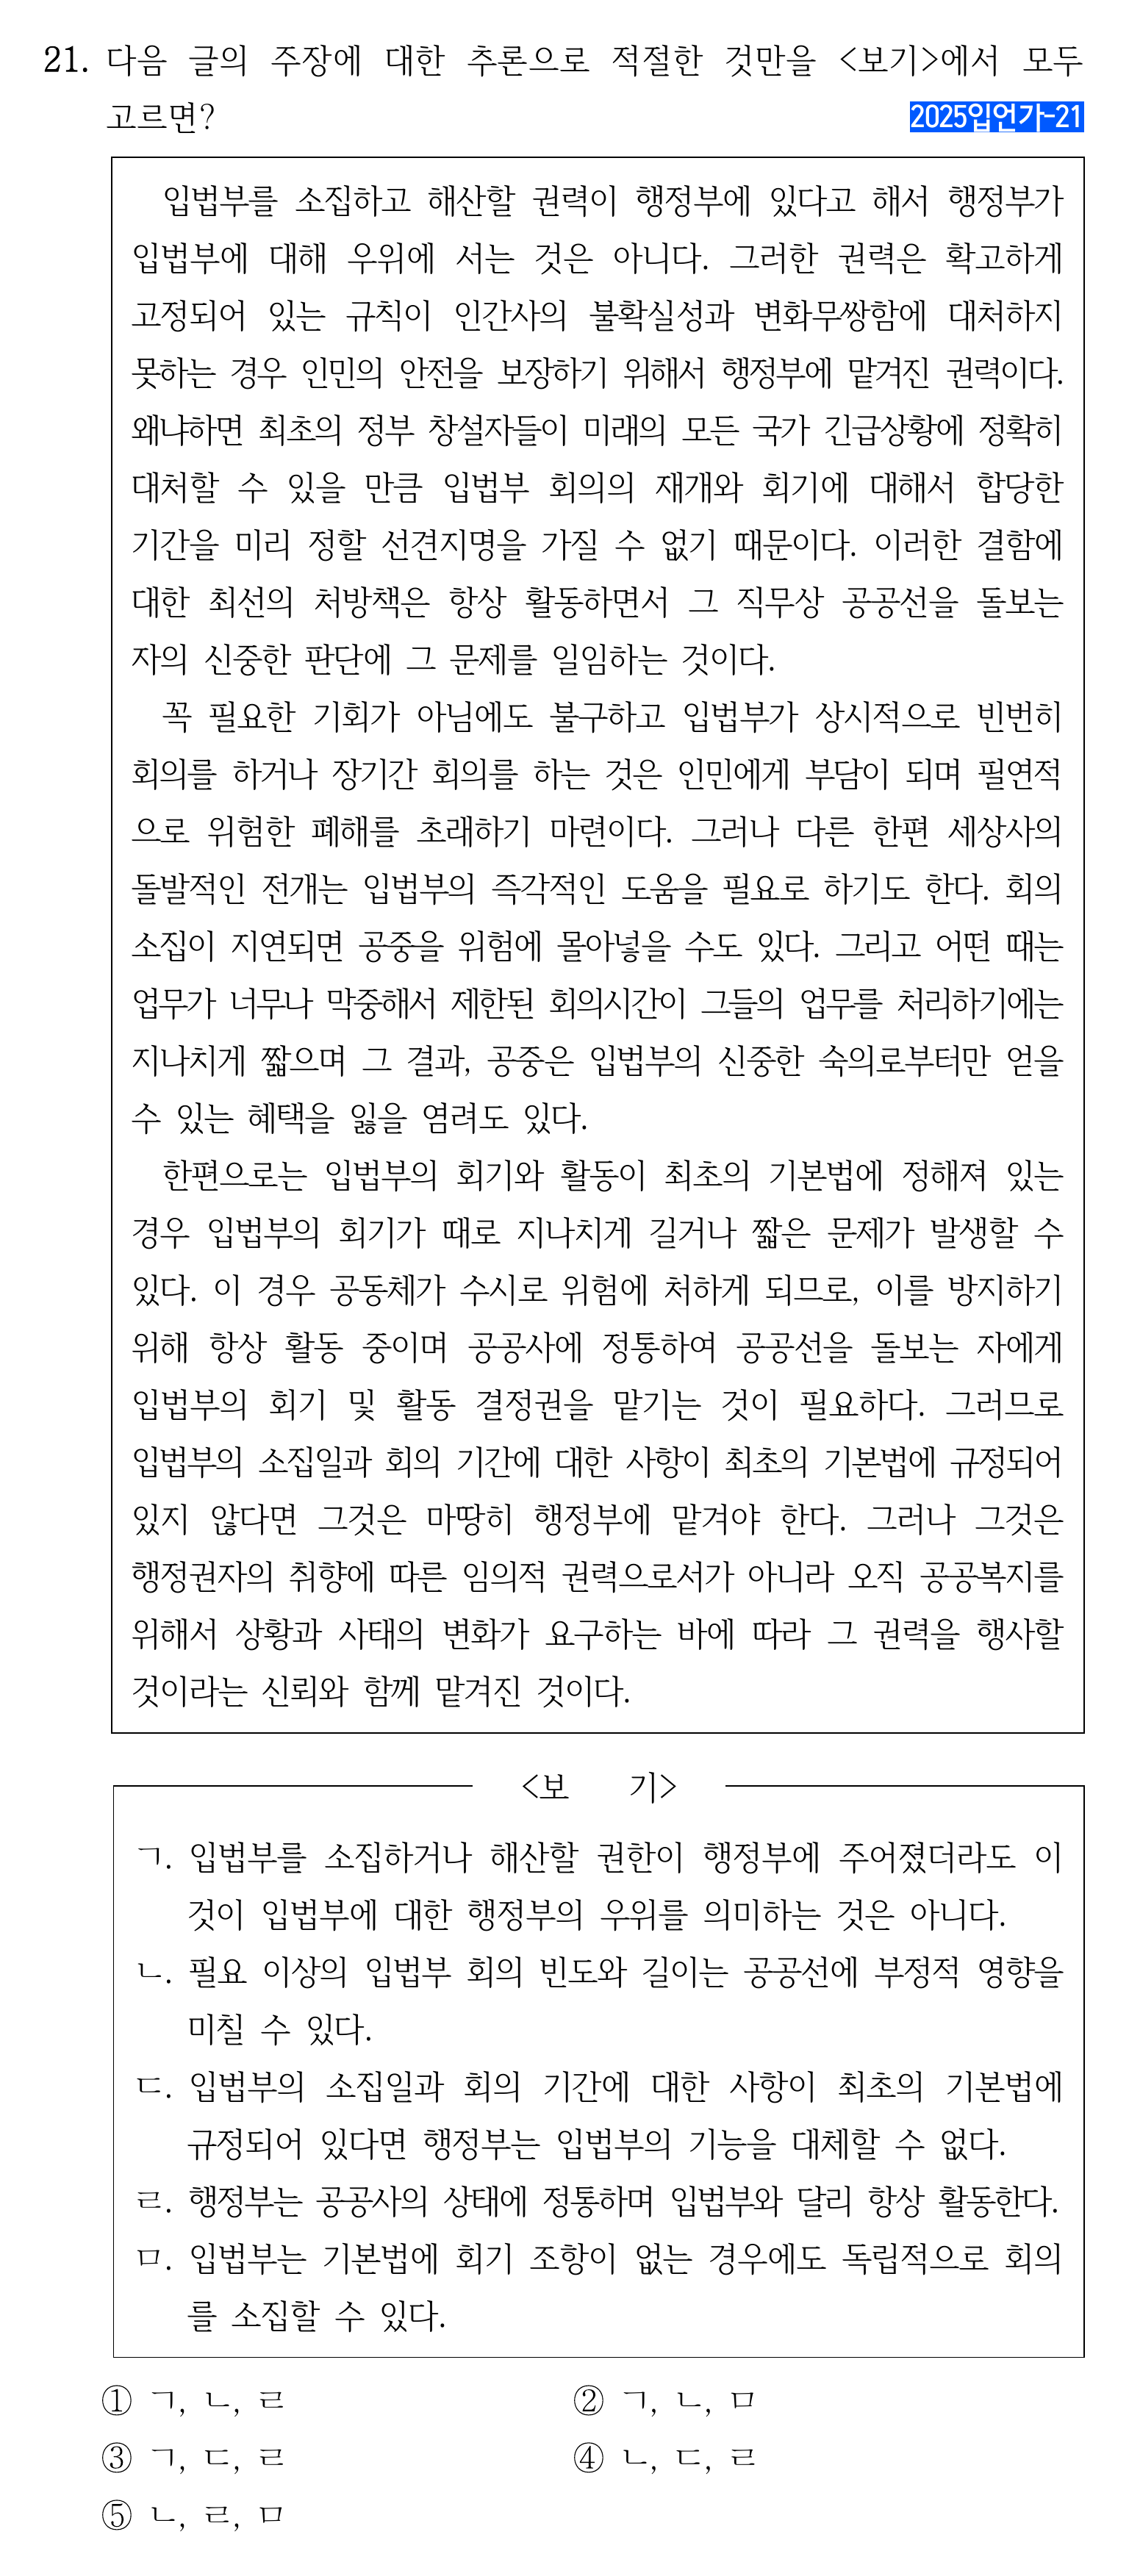 21. 다음 글의 주장에 대한 추론으로 적절한 것만을 <보기>에서 모두
고르면? 2025입언가-21
입법부를 소집하고 해산할 권력이 행정부에 있다고 해서 행정부가
입법부에 대해 우위에 서는 것은 아니다. 그러한 권력은 확고하게
고정되어 있는 규칙이 인간사의 불확실성과 변화무쌍함에 대처하지
못하는 경우 인민의 안전을 보장하기 위해서 행정부에 맡겨진 권력이다.
왜냐하면 최초의 정부 창설자들이 미래의 모든 국가 긴급상황에 정확히
대처할 수 있을 만큼 입법부 회의의 재개와 회기에 대해서 합당한
기간을 미리 정할 선견지명을 가질 수 없기 때문이다. 이러한 결함에
대한 최선의 처방책은 항상 활동하면서 그 직무상 공공선을 돌보는
자의 신중한 판단에 그 문제를 일임하는 것이다.
꼭 필요한 기회가 아님에도 불구하고 입법부가 상시적으로 빈번히
회의를 하거나 장기간 회의를 하는 것은 인민에게 부담이 되며 필연적
으로 위험한 폐해를 초래하기 마련이다. 그러나 다른 한편 세상사의
돌발적인 전개는 입법부의 즉각적인 도움을 필요로 하기도 한다. 회의
소집이 지연되면 공중을 위험에 몰아넣을 수도 있다. 그리고 어떤 때는
업무가 너무나 막중해서 제한된 회의시간이 그들의 업무를 처리하기에는
지나치게 짧으며 그 결과, 공중은 입법부의 신중한 숙의로부터만 얻을
수 있는 혜택을 잃을 염려도 있다.
한편으로는 입법부의 회기와 활동이 최초의 기본법에 정해져 있는
경우 입법부의 회기가 때로 지나치게 길거나 짧은 문제가 발생할 수
있다. 이 경우 공동체가 수시로 위험에 처하게 되므로, 이를 방지하기
위해 항상 활동 중이며 공공사에 정통하여 공공선을 돌보는 자에게
입법부의 회기 및 활동 결정권을 맡기는 것이 필요하다. 그러므로
입법부의 소집일과 회의 기간에 대한 사항이 최초의 기본법에 규정되어
있지 않다면 그것은 마땅히 행정부에 맡겨야 한다. 그러나 그것은
행정권자의 취향에 따른 임의적 권력으로서가 아니라 오직 공공복지를
위해서 상황과 사태의 변화가 요구하는 바에 따라 그 권력을 행사할
것이라는 신뢰와 함께 맡겨진 것이다.
<보 기>
ㄱ. 입법부를 소집하거나 해산할 권한이 행정부에 주어졌더라도 이
것이 입법부에 대한 행정부의 우위를 의미하는 것은 아니다.
ㄴ. 필요 이상의 입법부 회의 빈도와 길이는 공공선에 부정적 영향을
미칠 수 있다.
ㄷ. 입법부의 소집일과 회의 기간에 대한 사항이 최초의 기본법에
규정되어 있다면 행정부는 입법부의 기능을 대체할 수 없다.
ㄹ. 행정부는 공공사의 상태에 정통하며 입법부와 달리 항상 활동한다.
ㅁ. 입법부는 기본법에 회기 조항이 없는 경우에도 독립적으로 회의
를 소집할 수 있다.
① ㄱ, ㄴ, ㄹ ② ㄱ, ㄴ, ㅁ
③ ㄱ, ㄷ, ㄹ ④ ㄴ, ㄷ, ㄹ
⑤ ㄴ, ㄹ, ㅁ